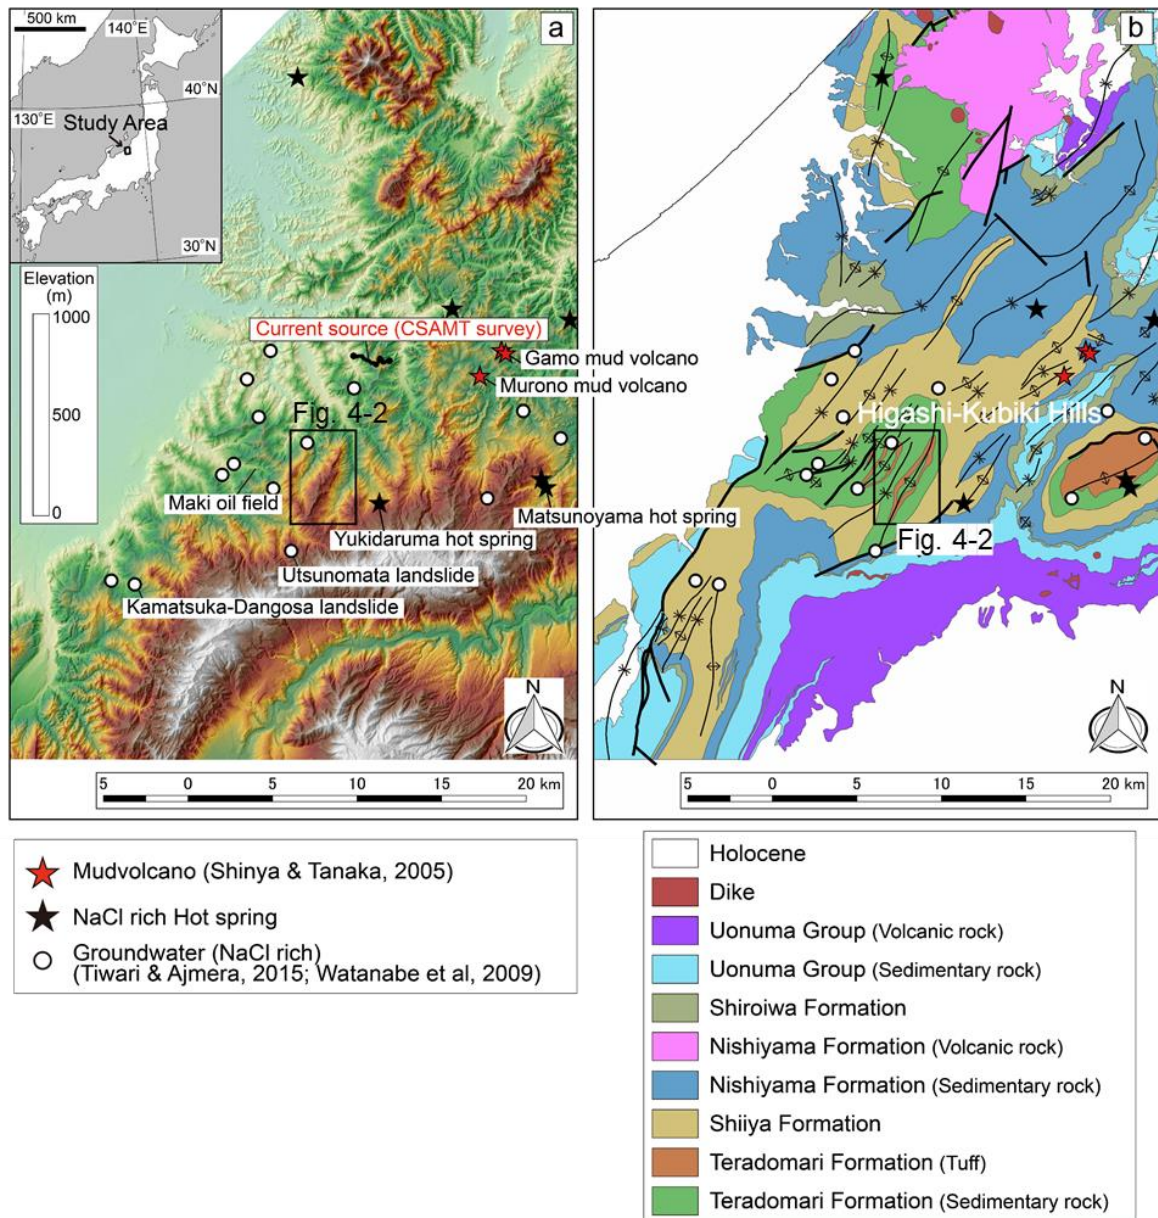 500 km
140°E
40°N
130°E
Study Area
30°N
a
Elevation
(m)
1000
500
0
Current source (CSAMT survey)
Gamo mud volcano
Murono mud volcano
Fig. 4-2
Maki oil field
Matsunoyama hot spring
Yukidaruma hot spring
Utsunomata landslide
Kamatsuka-Dangosa landslide
N
5 0 5 10 15 20 km
b
Higashi-Kubiki Hills
Fig. 4-2
N
5 0 5 10 15 20 km
Mudvolcano (Shinya & Tanaka, 2005)
NaCl rich Hot spring
Groundwater (NaCl rich)
(Tiwari & Ajmera, 2015; Watanabe et al, 2009)
Holocene
Dike
Uonuma Group (Volcanic rock)
Uonuma Group (Sedimentary rock)
Shiroiwa Formation
Nishiyama Formation (Volcanic rock)
Nishiyama Formation (Sedimentary rock)
Shiiya Formation
Teradomari Formation (Tuff)
Teradomari Formation (Sedimentary rock)